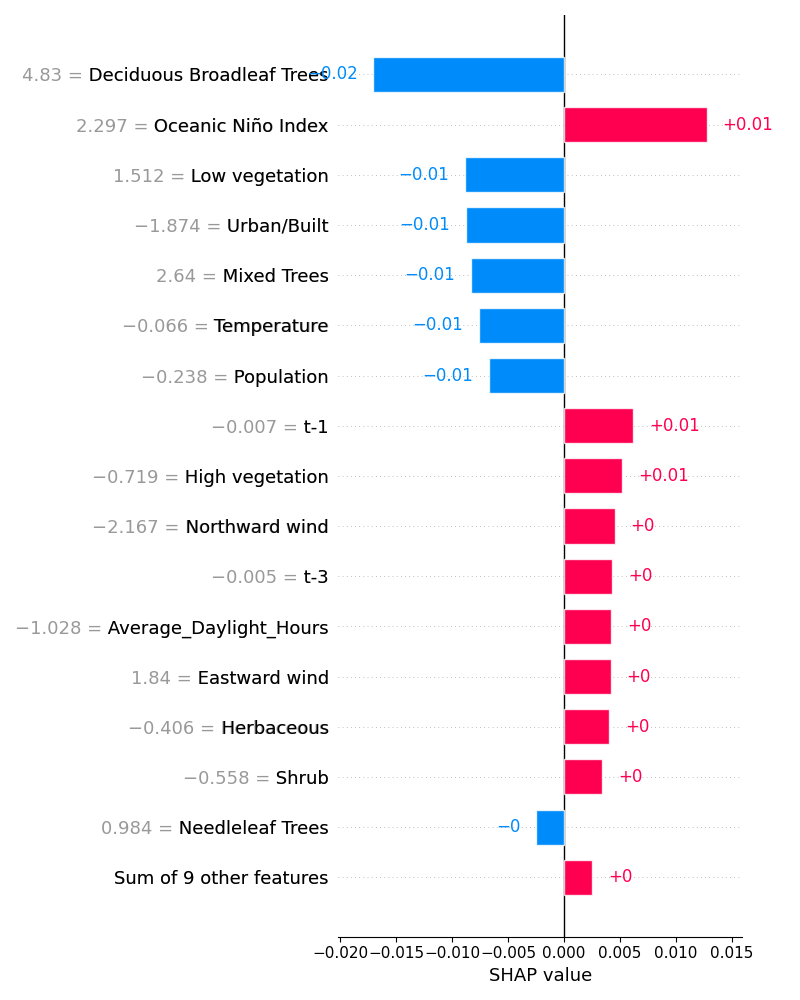 4.83 = Deciduous Broadleaf Trees −0.02
2.297 = Oceanic Niño Index +0.01
1.512 = Low vegetation −0.01
−1.874 = Urban/Built −0.01
2.64 = Mixed Trees −0.01
−0.066 = Temperature −0.01
−0.238 = Population −0.01
−0.007 = t-1 +0.01
−0.719 = High vegetation +0.01
−2.167 = Northward wind +0
−0.005 = t-3 +0
−1.028 = Average_Daylight_Hours +0
1.84 = Eastward wind +0
−0.406 = Herbaceous +0
−0.558 = Shrub +0
0.984 = Needleleaf Trees −0
Sum of 9 other features +0
−0.020 −0.015 −0.010 −0.005 0.000 0.005 0.010 0.015
SHAP value